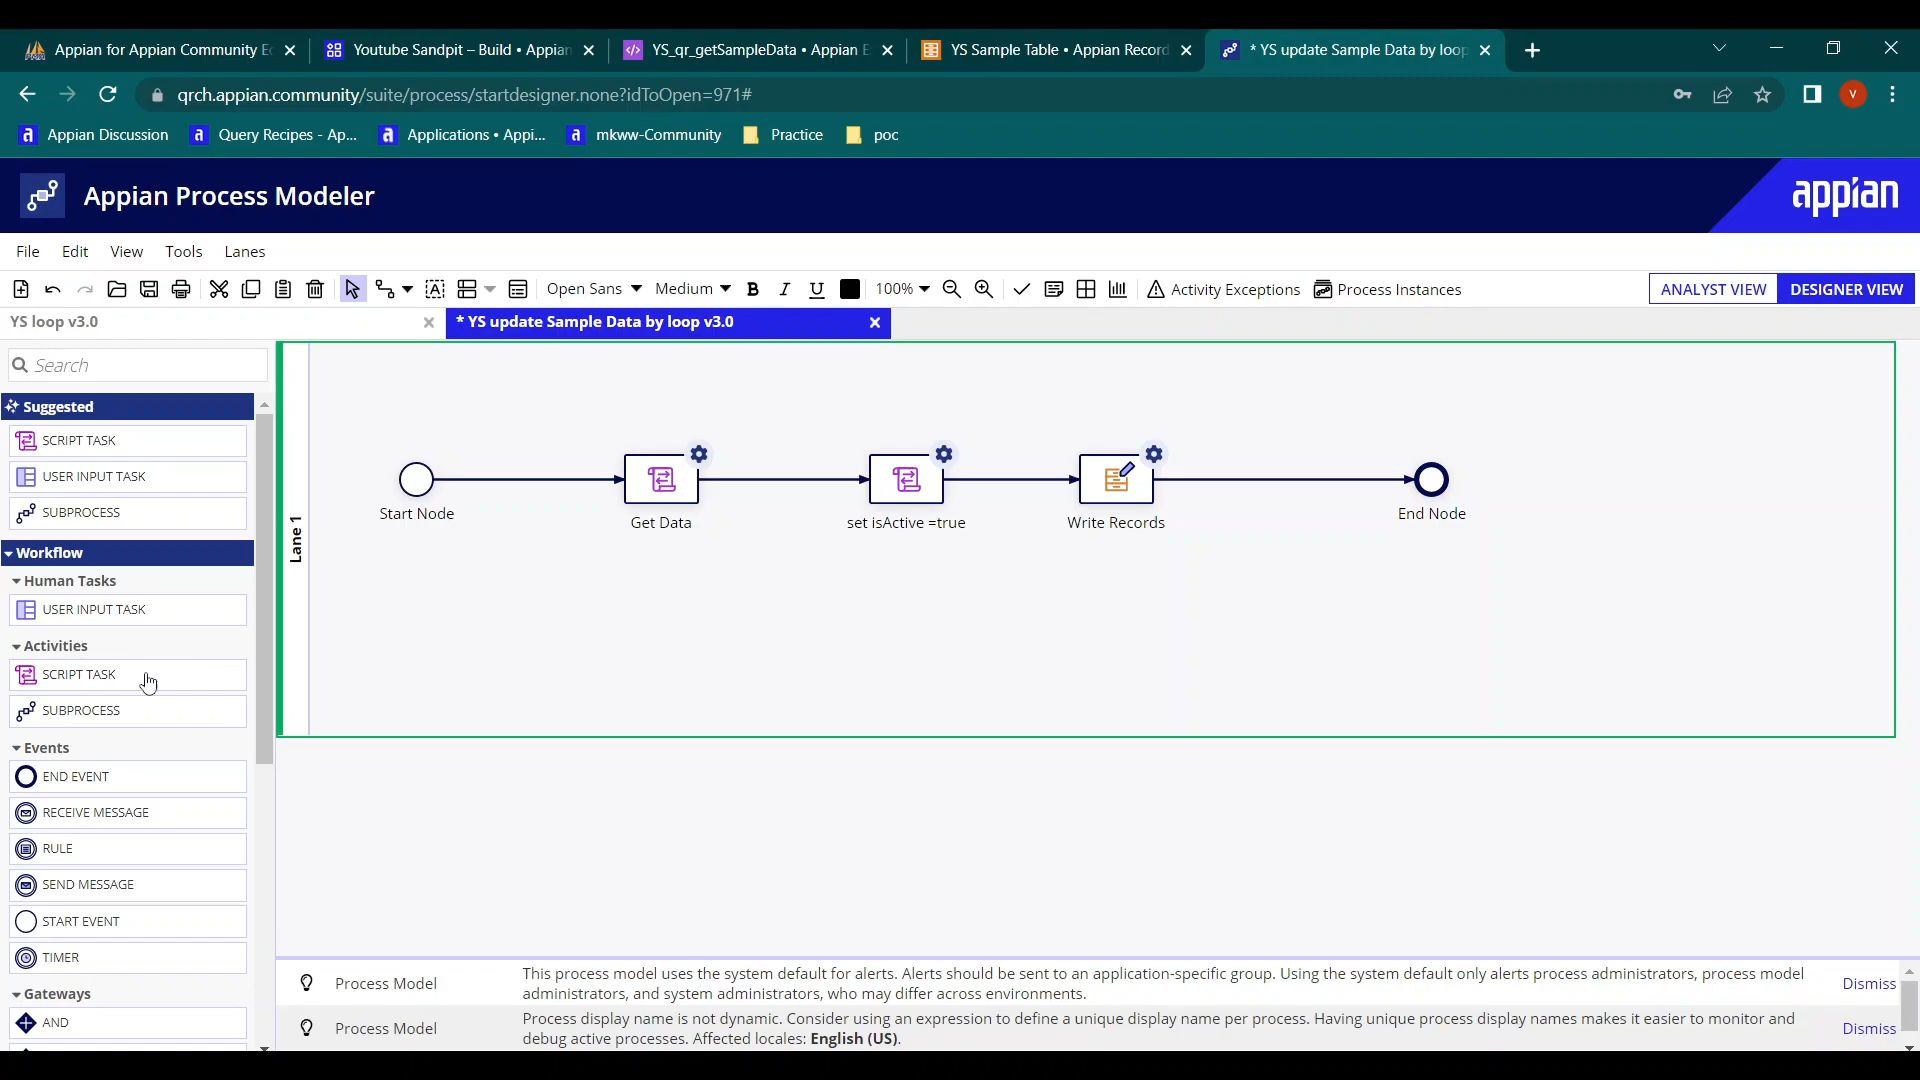 Appian for Appian Community E
Youtube Sandpit – Build • Appian
YS_qr_getSampleData • Appian E
YS Sample Table • Appian Record
* YS update Sample Data by loop
qrch.appian.community/suite/process/startdesigner.none?idToOpen=971#
V
Appian Discussion
Query Recipes - Ap...
Applications • Appi...
mkww-Community
Practice
poc
Appian Process Modeler
appian
File Edit View Tools Lanes
Open Sans Medium B I U 100% Activity Exceptions Process Instances
ANALYST VIEW DESIGNER VIEW
YS loop v3.0
* YS update Sample Data by loop v3.0
Search
Suggested
SCRIPT TASK
USER INPUT TASK
SUBPROCESS
Workflow
Human Tasks
USER INPUT TASK
Activities
SCRIPT TASK
SUBPROCESS
Events
END EVENT
RECEIVE MESSAGE
RULE
SEND MESSAGE
START EVENT
TIMER
Gateways
AND
Lane 1
Start Node
Get Data
set isActive =true
Write Records
End Node
Process Model
This process model uses the system default for alerts. Alerts should be sent to an application-specific group. Using the system default only alerts process administrators, process model
administrators, and system administrators, who may differ across environments.
Dismiss
Process Model
Process display name is not dynamic. Consider using an expression to define a unique display name per process. Having unique process display names makes it easier to monitor and
debug active processes. Affected locales: English (US).
Dismiss